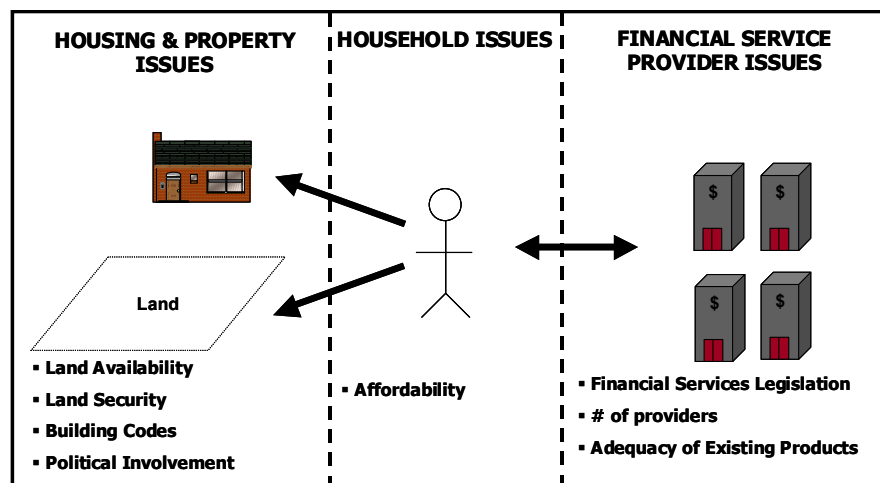 HOUSING & PROPERTY
ISSUES
HOUSEHOLD ISSUES
FINANCIAL SERVICE
PROVIDER ISSUES
$ $
$ $
Land
▪ Land Availability
▪ Land Security
▪ Building Codes
▪ Political Involvement
▪ Affordability
▪ Financial Services Legislation
▪ # of providers
▪ Adequacy of Existing Products